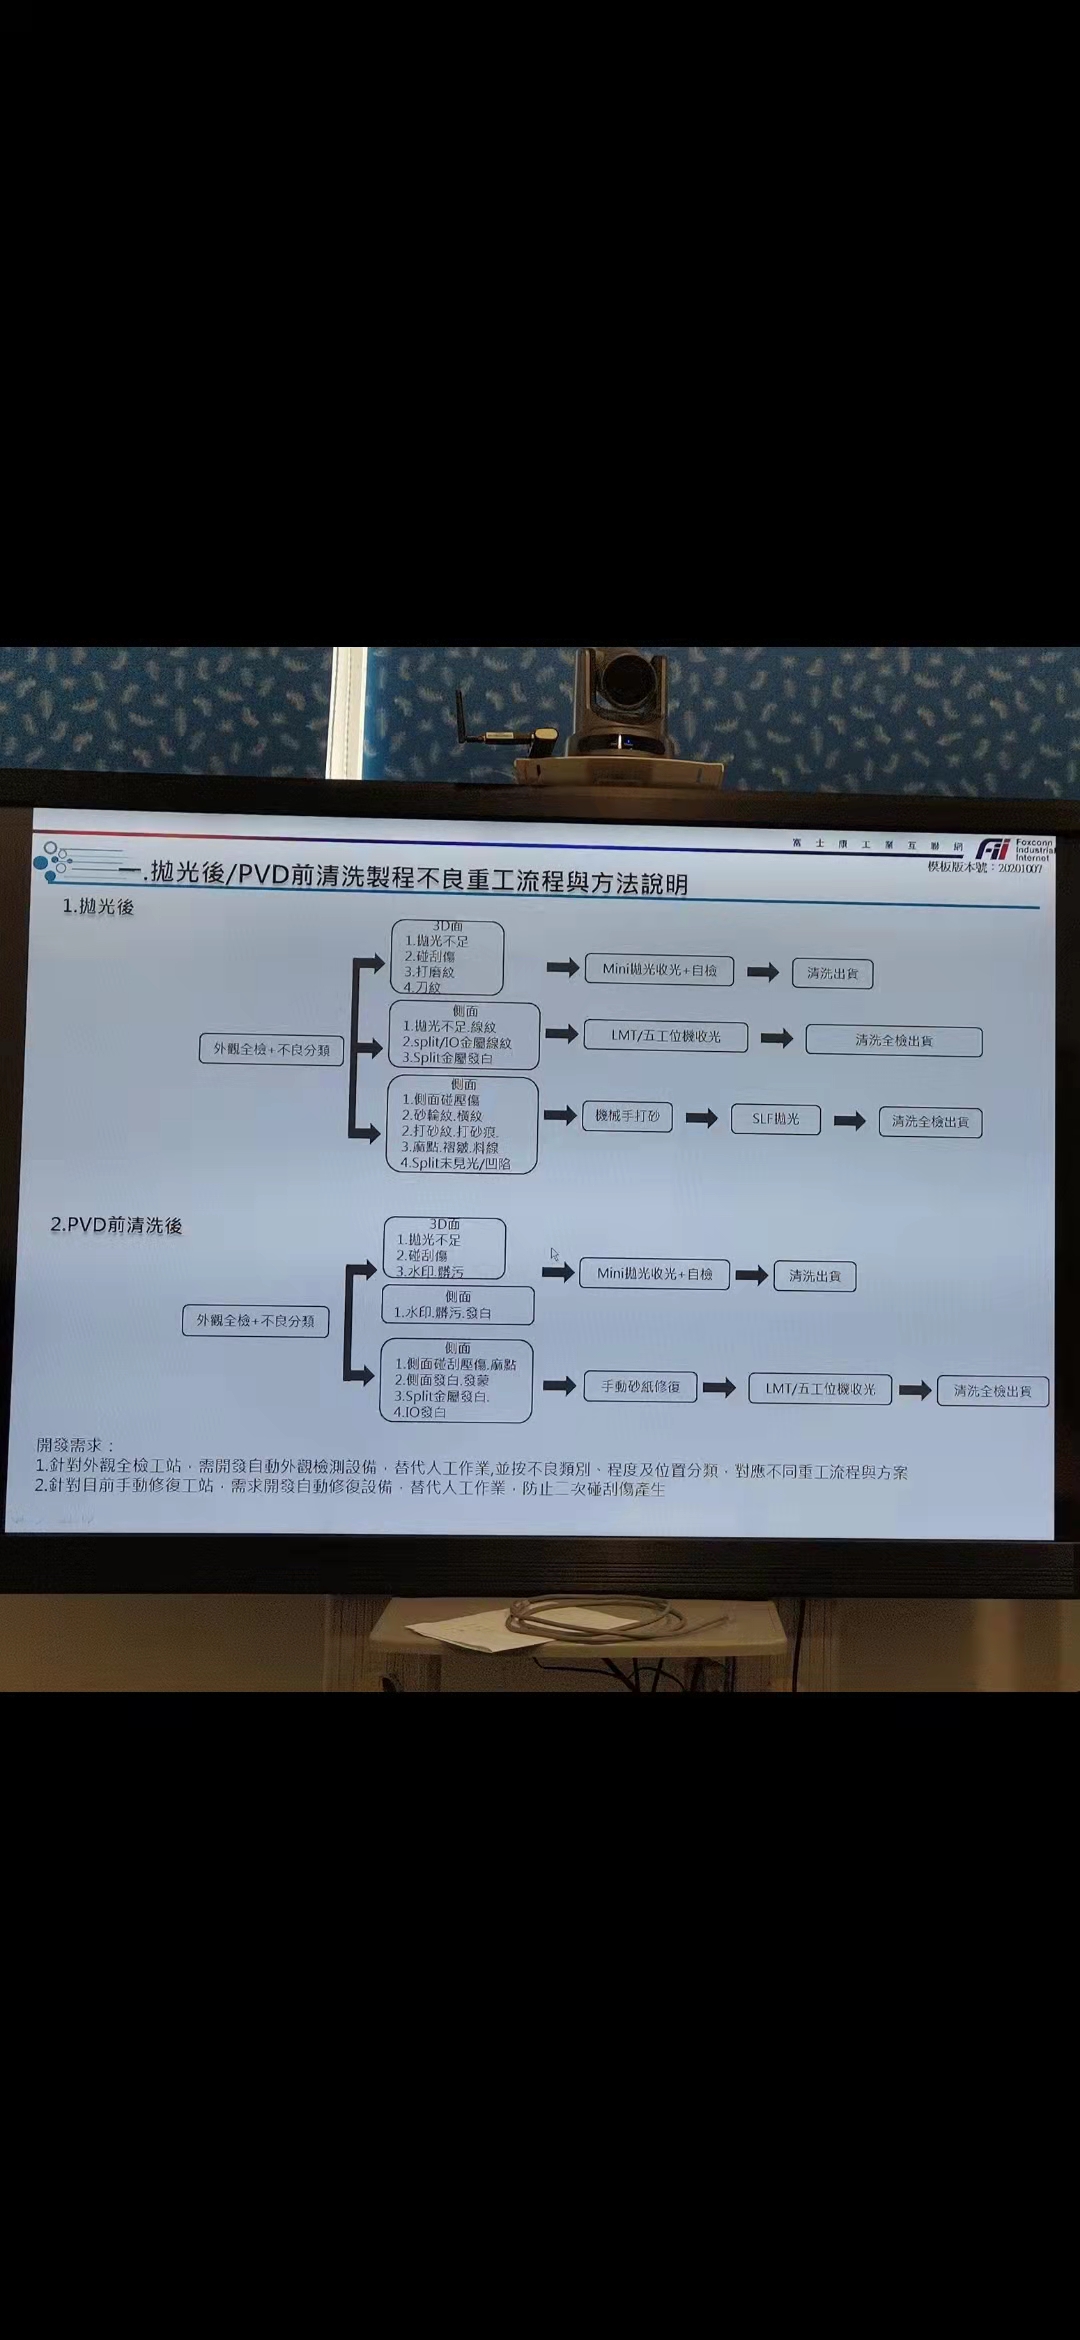 富士康工業互聯網
Foxconn
Industrial
Internet
模板版本號：20201007
一.拋光後/PVD前清洗製程不良重工流程與方法說明
1.拋光後
外觀全檢+不良分類
3D面
1.拋光不足
2.碰刮傷
3.打磨紋
4.刀紋
Mini拋光收光+自檢
清洗出貨
側面
1.拋光不足.線紋
2.split/IO金屬線紋
3.Split金屬發白
LMT/五工位機收光
清洗全檢出貨
側面
1.側面碰壓傷
2.砂輪紋.橫紋
2.打砂紋.打砂痕.
3.麻點.褶皺.料線
4.Split未見光/凹陷
機械手打砂
SLF拋光
清洗全檢出貨
2.PVD前清洗後
外觀全檢+不良分類
3D面
1.拋光不足
2.碰刮傷
3.水印.髒污
側面
1.水印.髒污.發白
Mini拋光收光+自檢
清洗出貨
側面
1.側面碰刮壓傷.麻點
2.側面發白.發蒙
3.Split金屬發白.
4.IO發白
手動砂紙修復
LMT/五工位機收光
清洗全檢出貨
開發需求：
1.針對外觀全檢工站，需開發自動外觀檢測設備，替代人工作業,並按不良類別、程度及位置分類，對應不同重工流程與方案
2.針對目前手動修復工站，需求開發自動修復設備，替代人工作業，防止二次碰刮傷產生